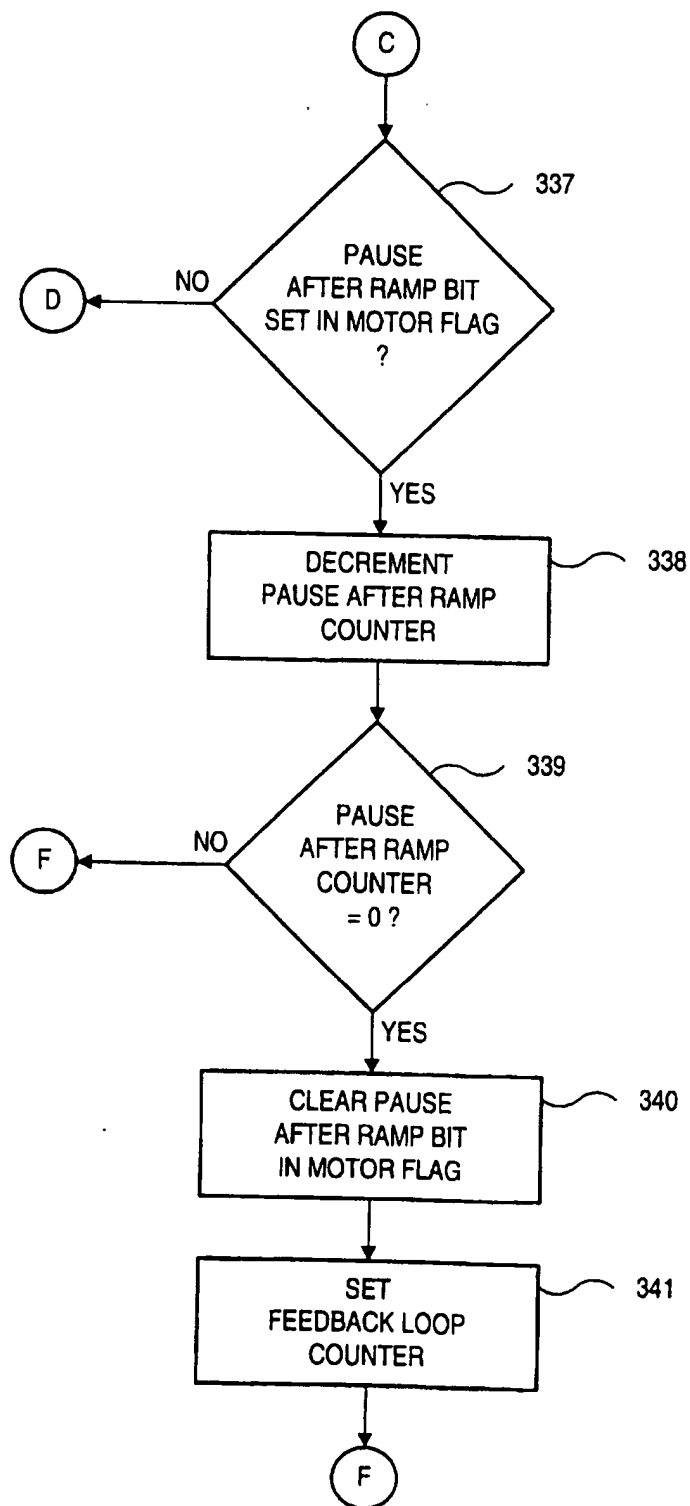 C
337
PAUSE
AFTER RAMP BIT
SET IN MOTOR FLAG
?
NO
D
YES
338
DECREMENT
PAUSE AFTER RAMP
COUNTER
339
PAUSE
AFTER RAMP
COUNTER
= 0 ?
NO
F
YES
340
CLEAR PAUSE
AFTER RAMP BIT
IN MOTOR FLAG
341
SET
FEEDBACK LOOP
COUNTER
F